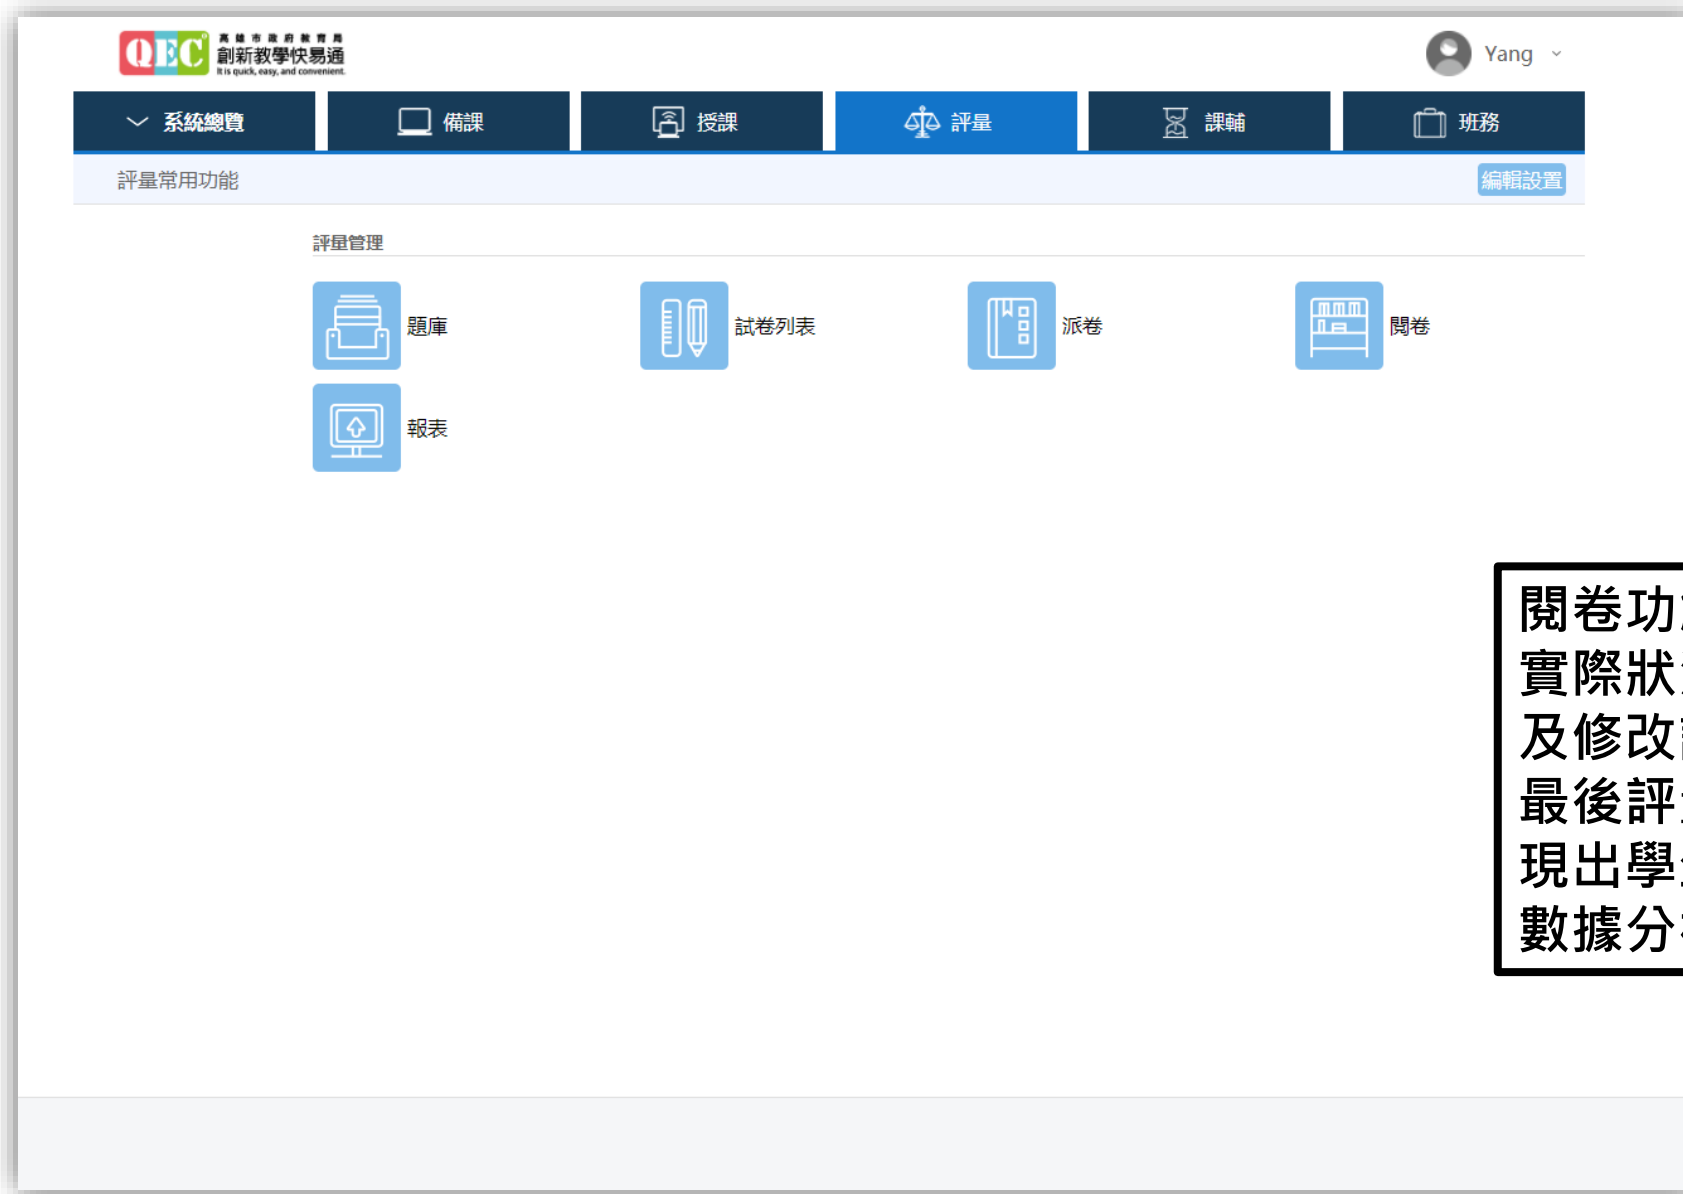 QEC 高雄市政府教育局
創新教學快易通
It is quick, easy, and convenient.
Yang
系統總覽
備課
授課
評量
課輔
班務
評量常用功能
編輯設置
評量管理
題庫
試卷列表
派卷
閱卷
報表
閱卷功
實際狀
及修改
最後評
現出學
數據分